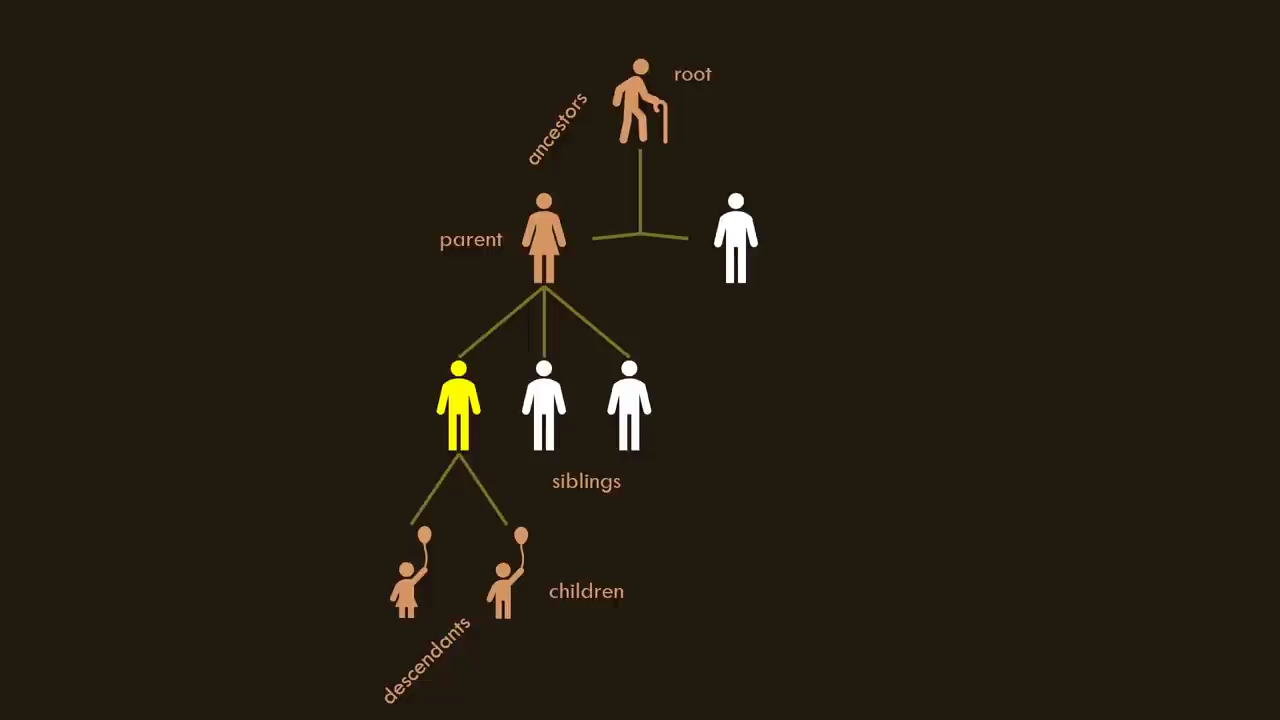 root
ancestors
parent
siblings
children
descendants